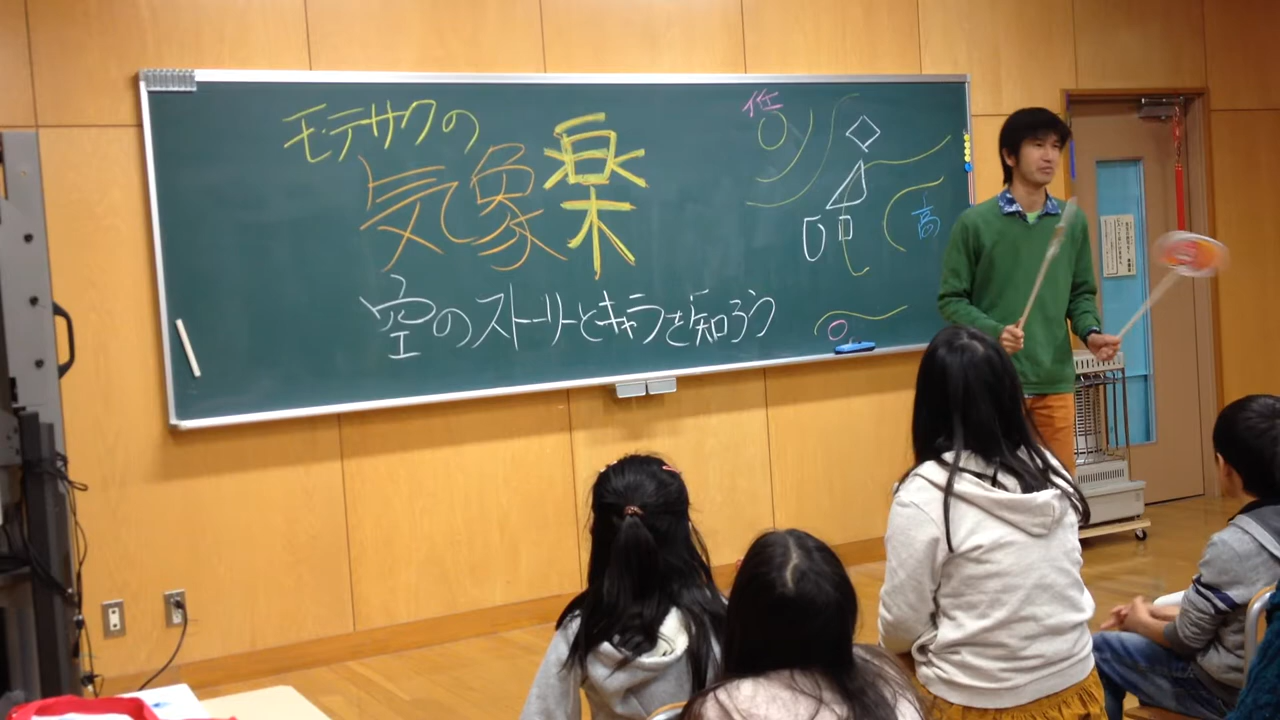 モテサクの
気象楽
空のストーリーとキャラを知ろう
低
高